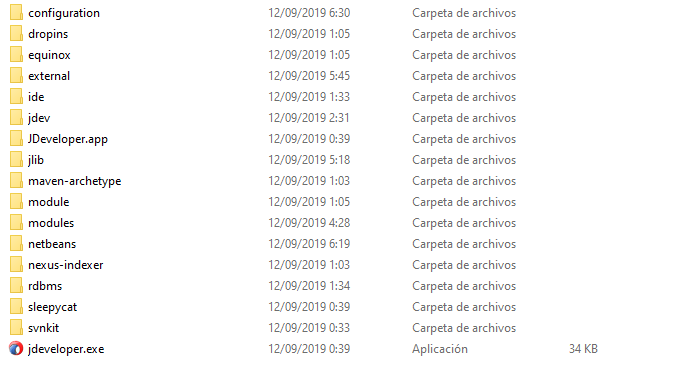 configuration 12/09/2019 6:30 Carpeta de archivos
dropins 12/09/2019 1:05 Carpeta de archivos
equinox 12/09/2019 1:05 Carpeta de archivos
external 12/09/2019 5:45 Carpeta de archivos
ide 12/09/2019 1:33 Carpeta de archivos
jdev 12/09/2019 2:31 Carpeta de archivos
JDeveloper.app 12/09/2019 0:39 Carpeta de archivos
jlib 12/09/2019 5:18 Carpeta de archivos
maven-archetype 12/09/2019 1:03 Carpeta de archivos
module 12/09/2019 1:05 Carpeta de archivos
modules 12/09/2019 4:28 Carpeta de archivos
netbeans 12/09/2019 6:19 Carpeta de archivos
nexus-indexer 12/09/2019 1:03 Carpeta de archivos
rdbms 12/09/2019 1:34 Carpeta de archivos
sleepycat 12/09/2019 0:39 Carpeta de archivos
svnkit 12/09/2019 0:33 Carpeta de archivos
jdeveloper.exe 12/09/2019 0:39 Aplicación 34 KB